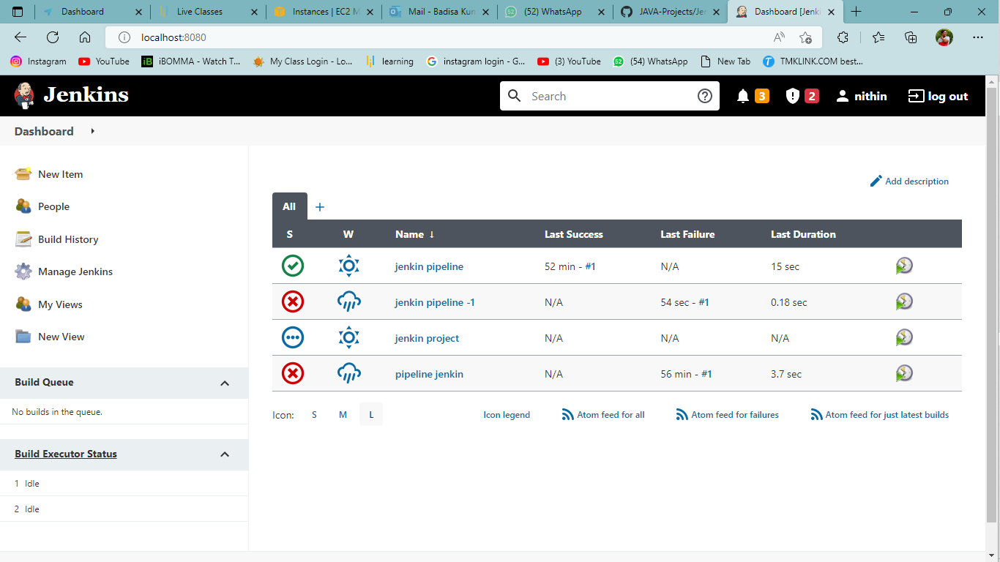 Dashboard
Live Classes
Instances | EC2 M
Mail - Badisa Kum
(52) WhatsApp
JAVA-Projects/Je
Dashboard [Jenki
localhost:8080
Instagram
YouTube
iBOMMA - Watch T...
My Class Login - Lo...
learning
instagram login - G...
(3) YouTube
(54) WhatsApp
New Tab
TMKLINK.COM best...
Jenkins
Search
3
2
nithin
log out
Dashboard
New Item
People
Build History
Manage Jenkins
My Views
New View
Build Queue
No builds in the queue.
Build Executor Status
1 Idle
2 Idle
Add description
All +
S W Name ↓ Last Success Last Failure Last Duration
jenkin pipeline 52 min - #1 N/A 15 sec
jenkin pipeline -1 N/A 54 sec - #1 0.18 sec
jenkin project N/A N/A N/A
pipeline jenkin N/A 56 min - #1 3.7 sec
Icon: S M L Icon legend Atom feed for all Atom feed for failures Atom feed for just latest builds